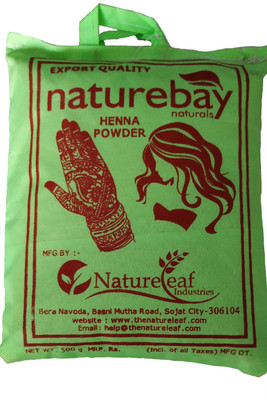 EXPORT QUALITY
naturebay
naturals
HENNA
POWDER
MFG BY :-
Natureleaf
Industries
Bera Navoda, Basni Mutha Road, Sojat City-306104
website : www.thenatureleaf.com
Email : help@thenatureleaf.com
NET WT. 500 g. MRP. Rs. (Incl. of all Taxes) MFG DT.